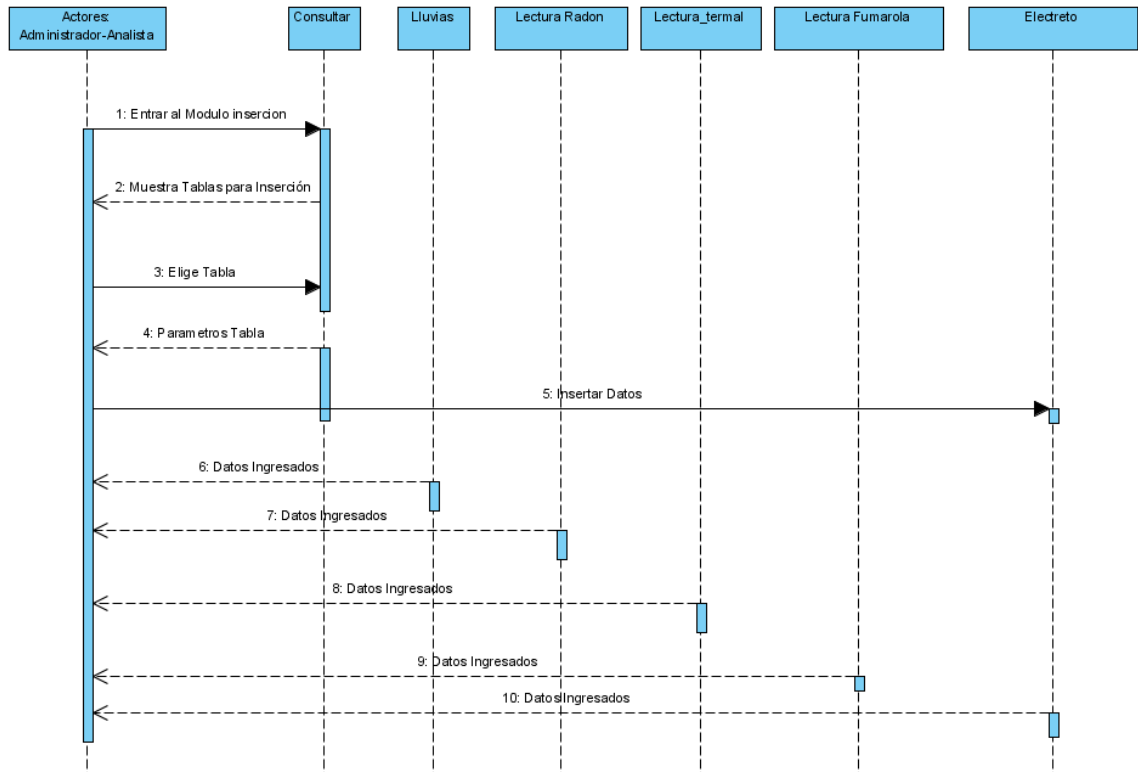 Actores:
Administrador-Analista
Consultar
Lluvias
Lectura Radon
Lectura_termal
Lectura Fumarola
Electreto
1: Entrar al Modulo insercion
2: Muestra Tablas para Inserción
3: Elige Tabla
4: Parametros Tabla
5: Insertar Datos
6: Datos Ingresados
7: Datos Ingresados
8: Datos Ingresados
9: Datos Ingresados
10: Datos Ingresados